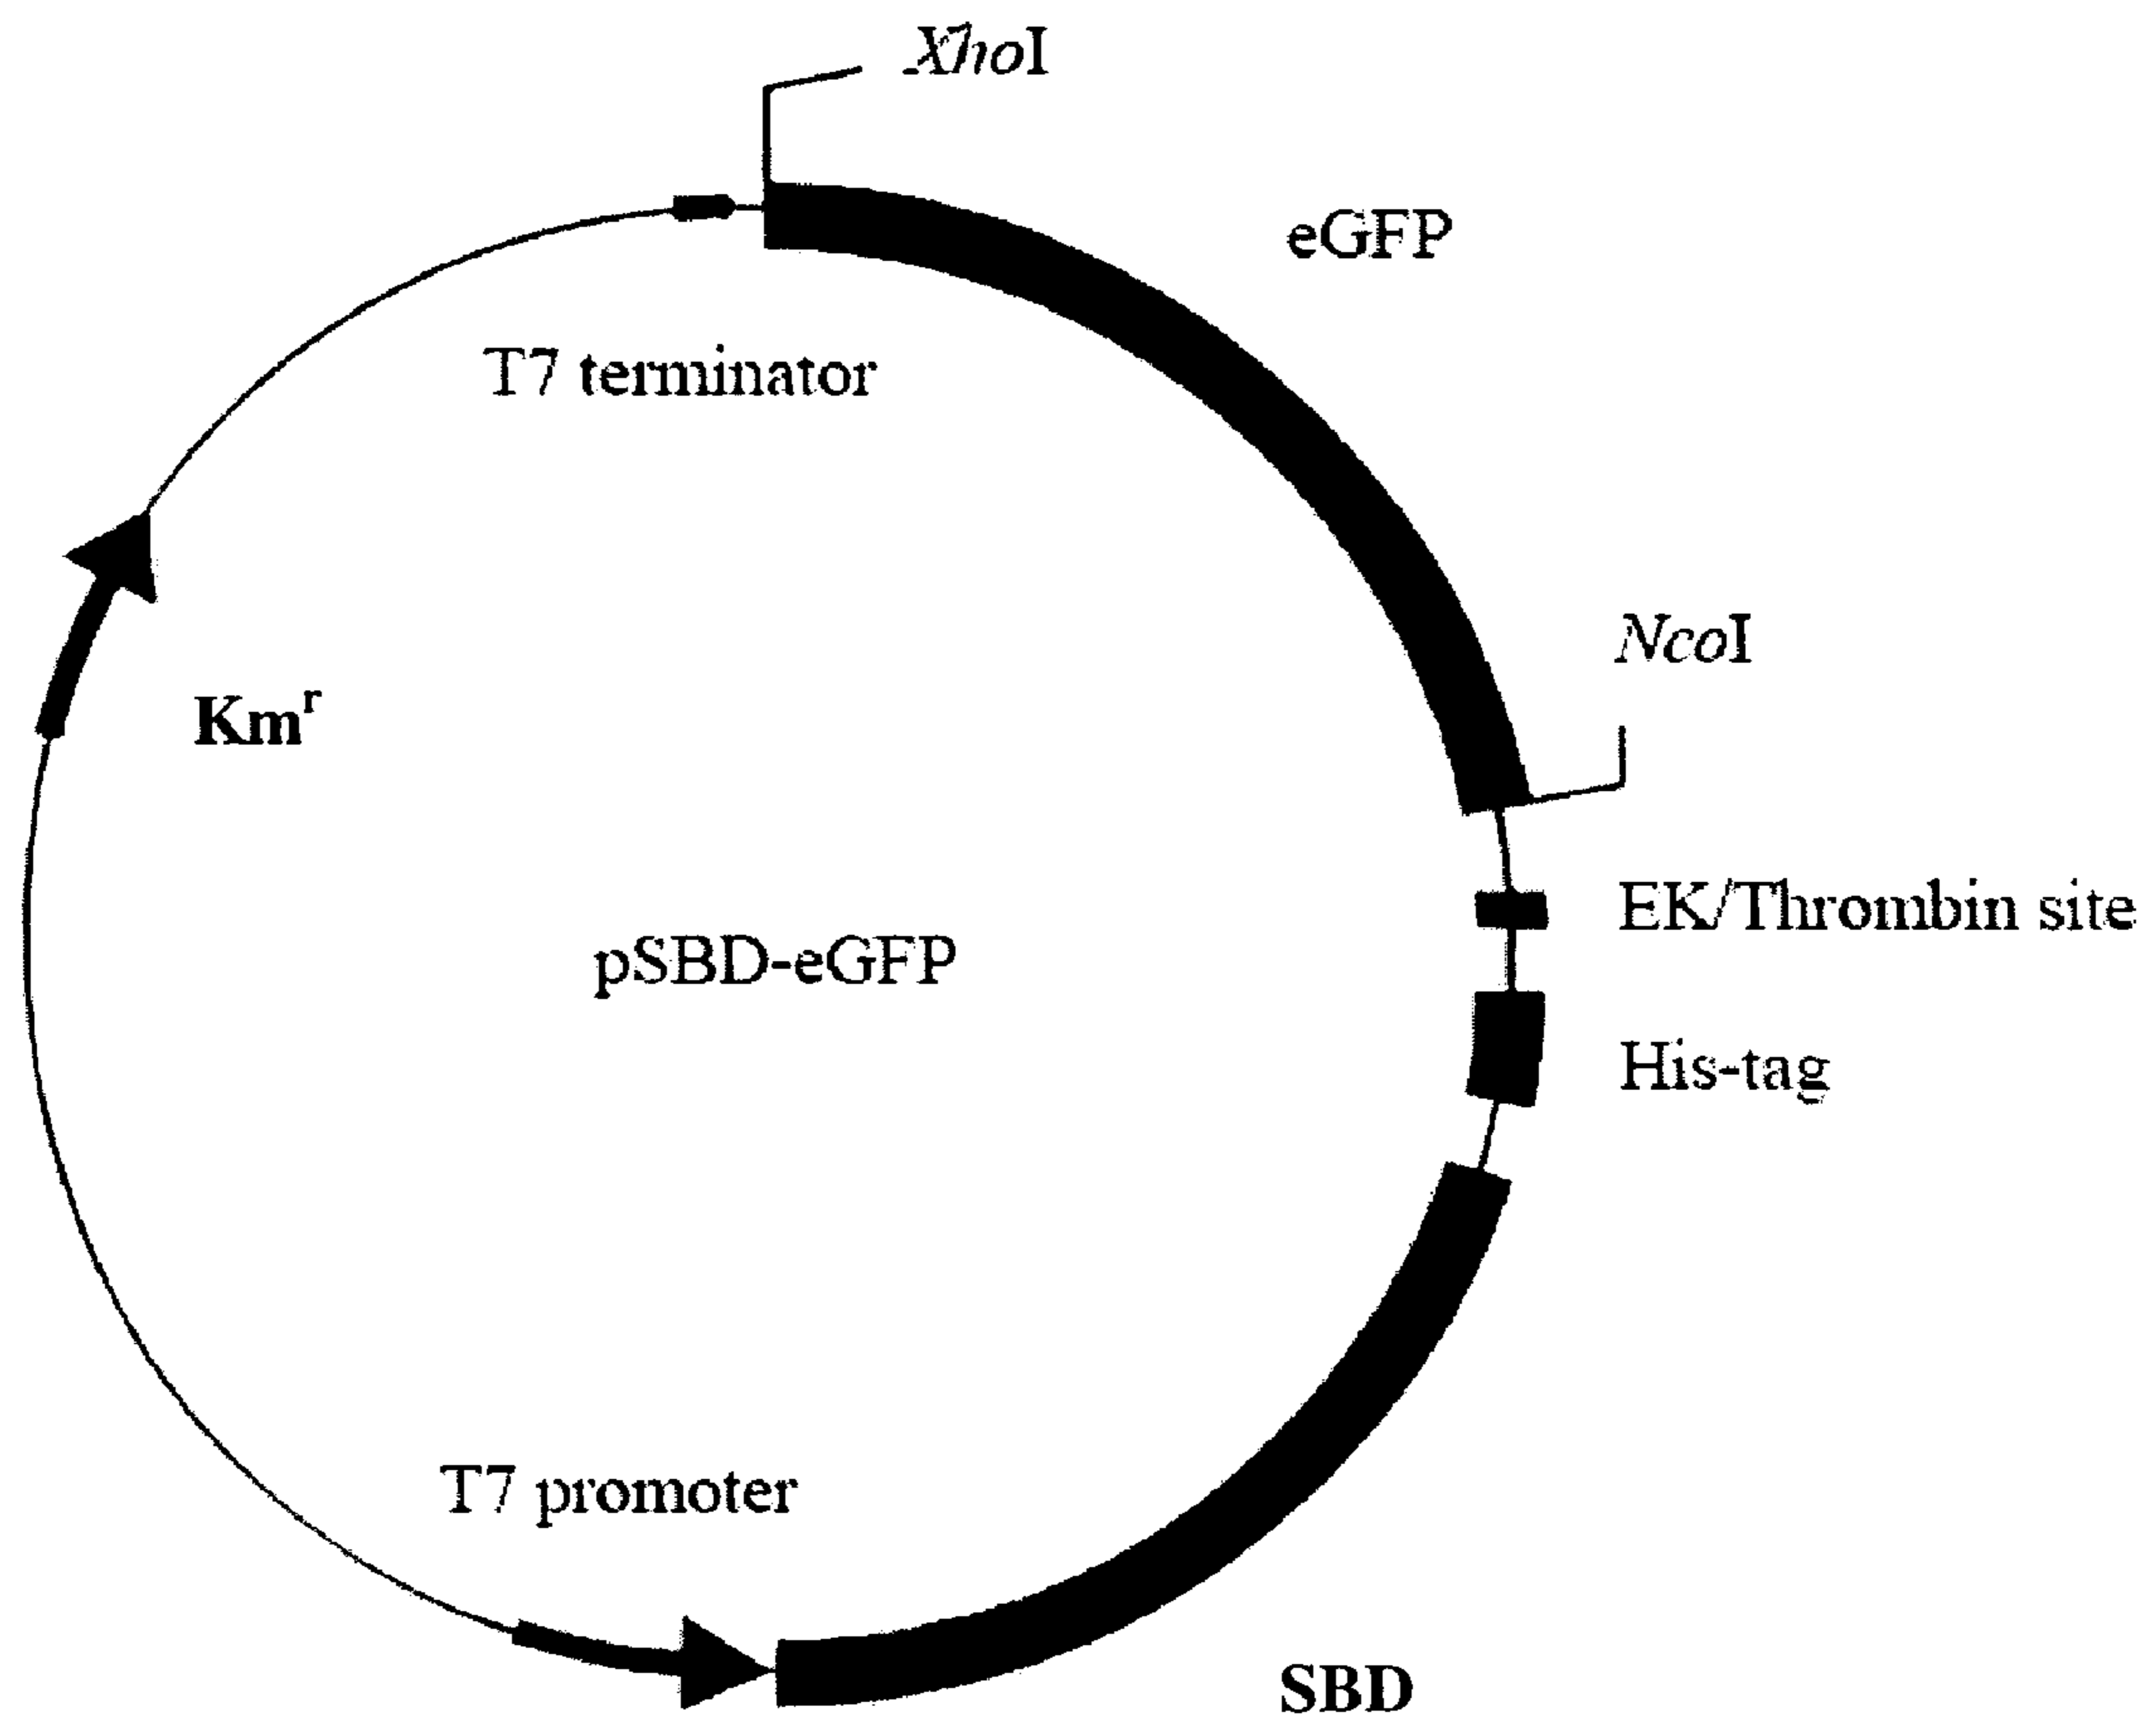 XhoI
eGFP
T7 terminator
NcoI
Kmʳ
EK/Thrombin site
pSBD-eGFP
His-tag
T7 promoter
SBD